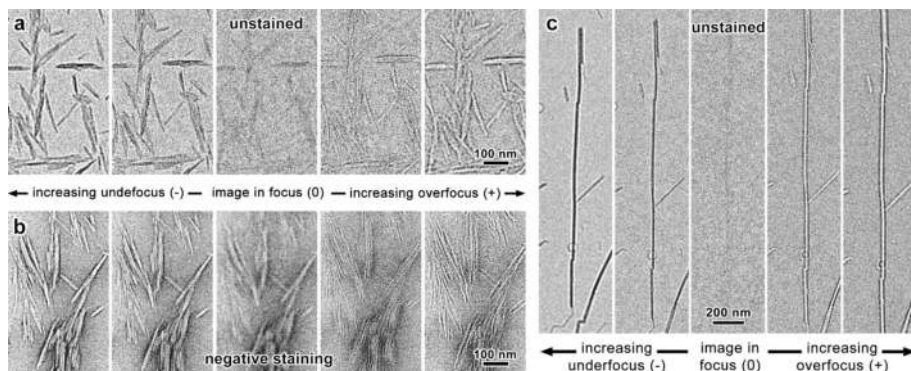 a
unstained
100 nm
increasing undefocus (-)
image in focus (0)
increasing overfocus (+)
b
negative staining
100 nm
c
unstained
200 nm
increasing
underfocus (-)
image in
focus (0)
increasing
overfocus (+)